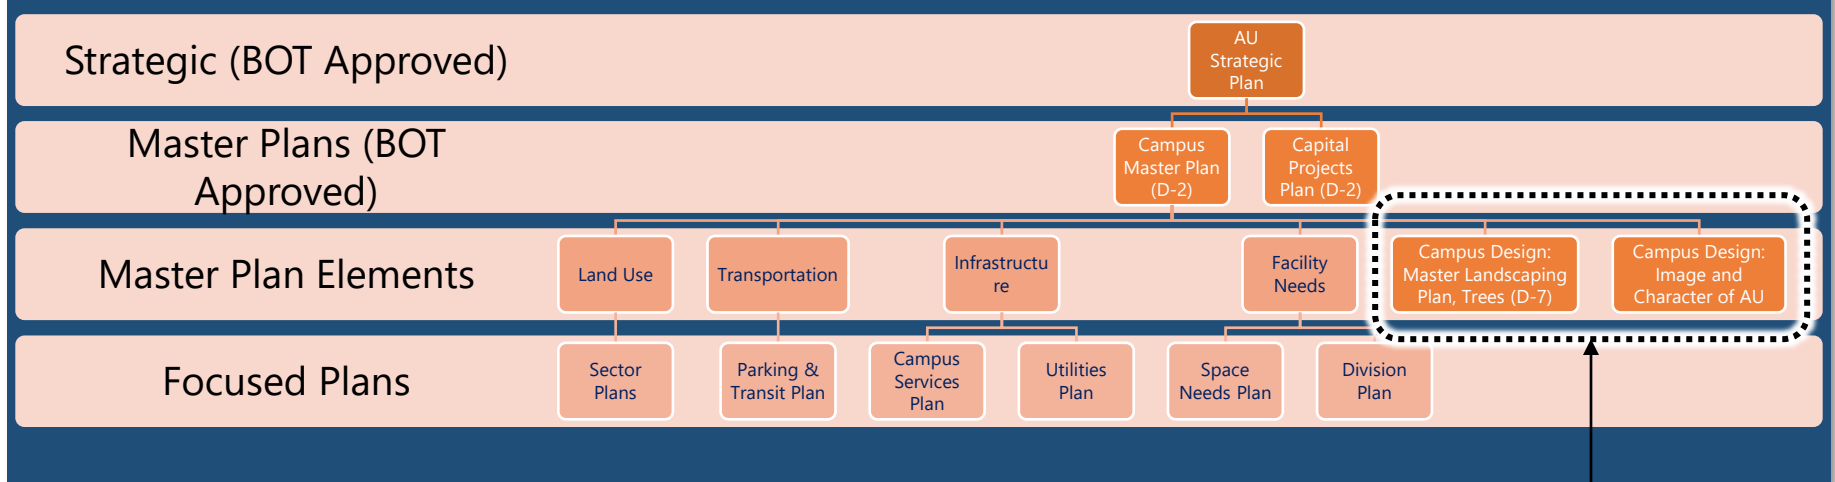 Strategic (BOT Approved)
AU
Strategic
Plan
Master Plans (BOT
Approved)
Campus
Master Plan
(D-2)
Capital
Projects
Plan (D-2)
Master Plan Elements
Land Use
Transportation
Infrastructu
re
Facility
Needs
Campus Design:
Master Landscaping
Plan, Trees (D-7)
Campus Design:
Image and
Character of AU
Focused Plans
Sector
Plans
Parking &
Transit Plan
Campus
Services
Plan
Utilities
Plan
Space
Needs Plan
Division
Plan